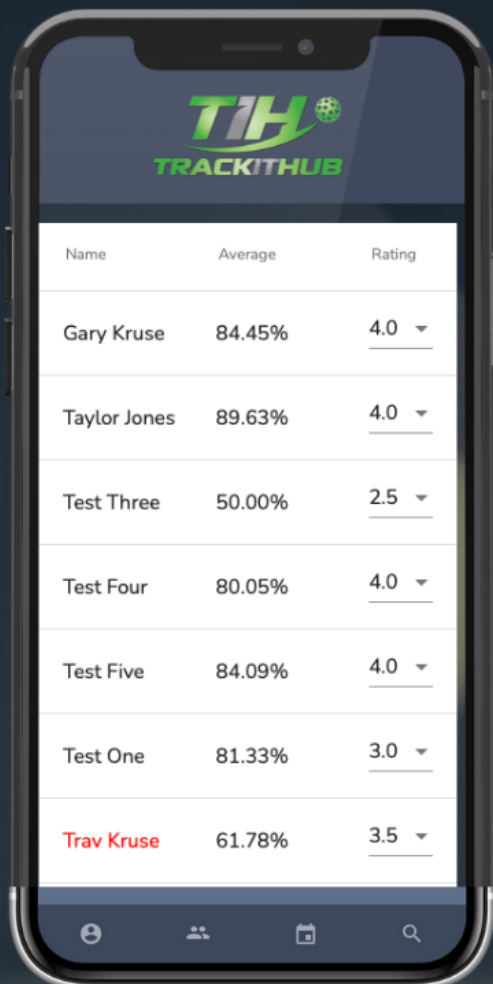 TIH
TRACKITHUB
Name Average Rating
Gary Kruse 84.45% 4.0
Taylor Jones 89.63% 4.0
Test Three 50.00% 2.5
Test Four 80.05% 4.0
Test Five 84.09% 4.0
Test One 81.33% 3.0
Trav Kruse 61.78% 3.5